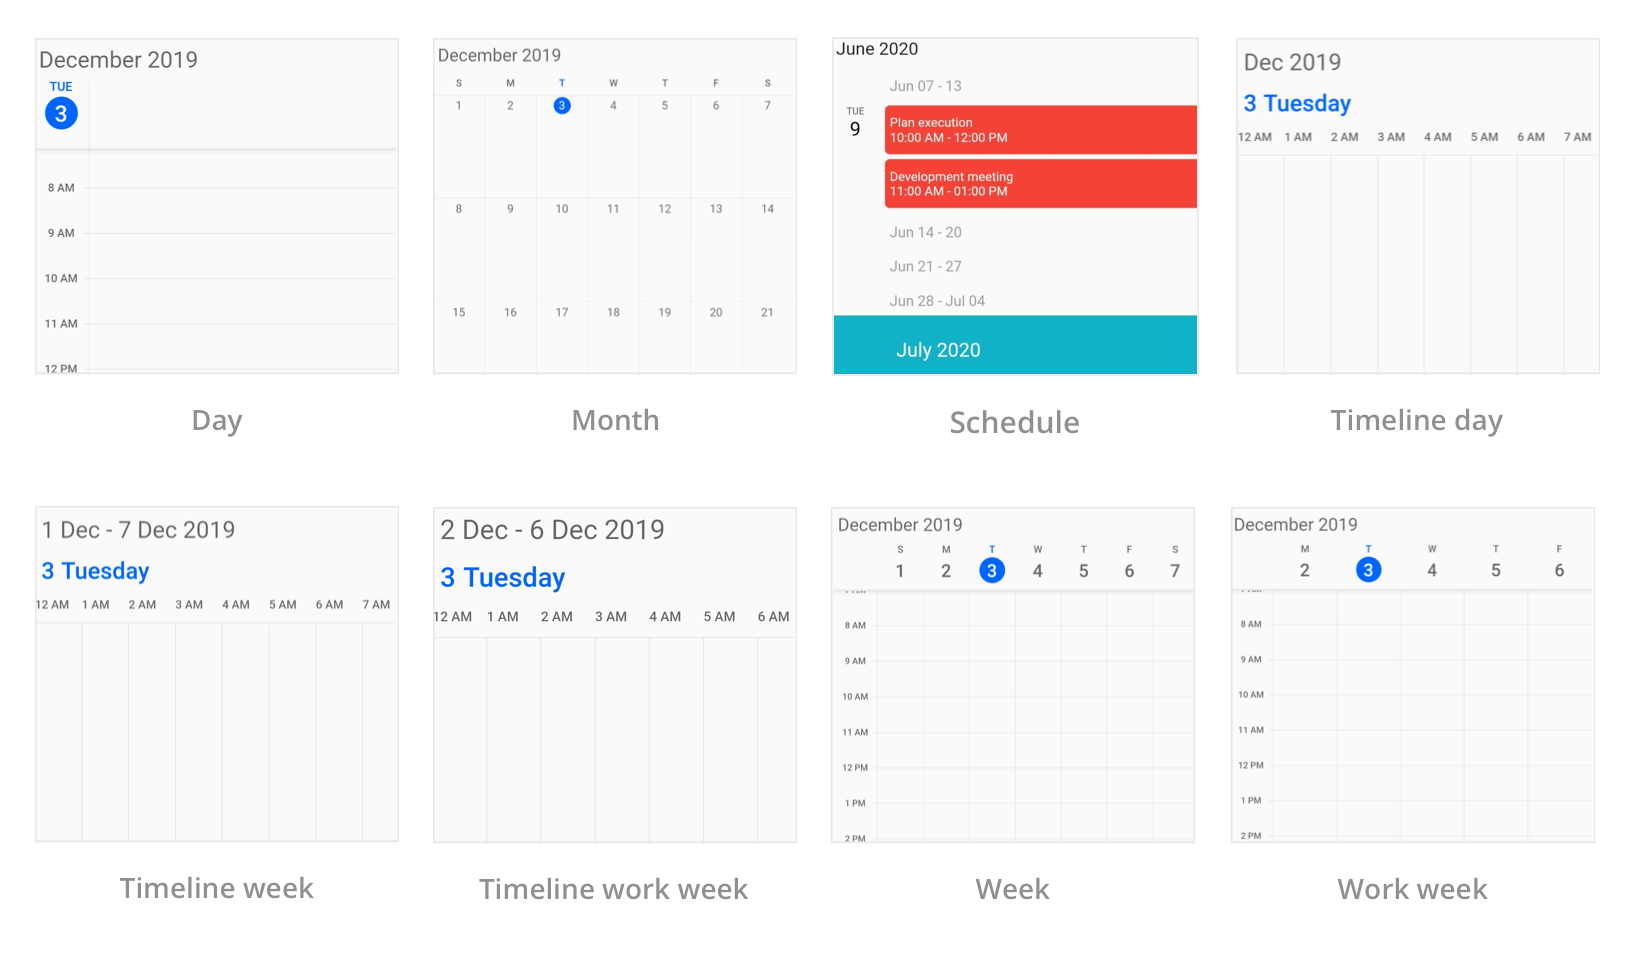 December 2019
TUE
3
8 AM
9 AM
10 AM
11 AM
12 PM
Day
December 2019
S M T W T F S
1 2 3 4 5 6 7
8 9 10 11 12 13 14
15 16 17 18 19 20 21
Month
June 2020
Jun 07 - 13
TUE
9
Plan execution
10:00 AM - 12:00 PM
Development meeting
11:00 AM - 01:00 PM
Jun 14 - 20
Jun 21 - 27
Jun 28 - Jul 04
July 2020
Schedule
Dec 2019
3 Tuesday
12 AM 1 AM 2 AM 3 AM 4 AM 5 AM 6 AM 7 AM
Timeline day
1 Dec - 7 Dec 2019
3 Tuesday
12 AM 1 AM 2 AM 3 AM 4 AM 5 AM 6 AM 7 AM
Timeline week
2 Dec - 6 Dec 2019
3 Tuesday
12 AM 1 AM 2 AM 3 AM 4 AM 5 AM 6 AM
Timeline work week
December 2019
S M T W T F S
1 2 3 4 5 6 7
8 AM
9 AM
10 AM
11 AM
12 PM
1 PM
2 PM
Week
December 2019
M T W T F
2 3 4 5 6
8 AM
9 AM
10 AM
11 AM
12 PM
1 PM
2 PM
Work week